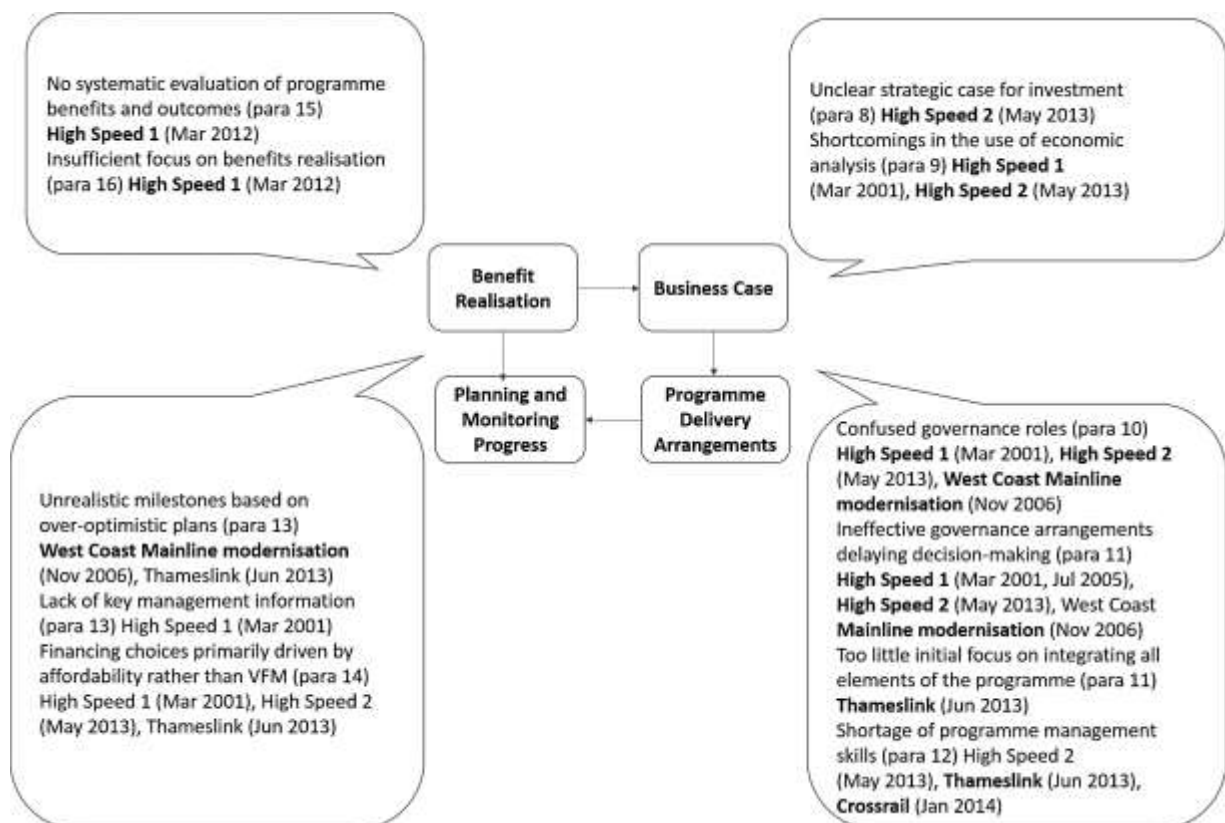 No systematic evaluation of programme
benefits and outcomes (para 15)
High Speed 1 (Mar 2012)
Insufficient focus on benefits realisation
(para 16) High Speed 1 (Mar 2012)
Unclear strategic case for investment
(para 8) High Speed 2 (May 2013)
Shortcomings in the use of economic
analysis (para 9) High Speed 1
(Mar 2001), High Speed 2 (May 2013)
Benefit
Realisation
Business Case
Planning and
Monitoring
Progress
Programme
Delivery
Arrangements
Unrealistic milestones based on
over-optimistic plans (para 13)
West Coast Mainline modernisation
(Nov 2006), Thameslink (Jun 2013)
Lack of key management information
(para 13) High Speed 1 (Mar 2001)
Financing choices primarily driven by
affordability rather than VFM (para 14)
High Speed 1 (Mar 2001), High Speed 2
(May 2013), Thameslink (Jun 2013)
Confused governance roles (para 10)
High Speed 1 (Mar 2001), High Speed 2
(May 2013), West Coast Mainline
modernisation (Nov 2006)
Ineffective governance arrangements
delaying decision-making (para 11)
High Speed 1 (Mar 2001, Jul 2005),
High Speed 2 (May 2013), West Coast
Mainline modernisation (Nov 2006)
Too little initial focus on integrating all
elements of the programme (para 11)
Thameslink (Jun 2013)
Shortage of programme management
skills (para 12) High Speed 2
(May 2013), Thameslink (Jun 2013),
Crossrail (Jan 2014)